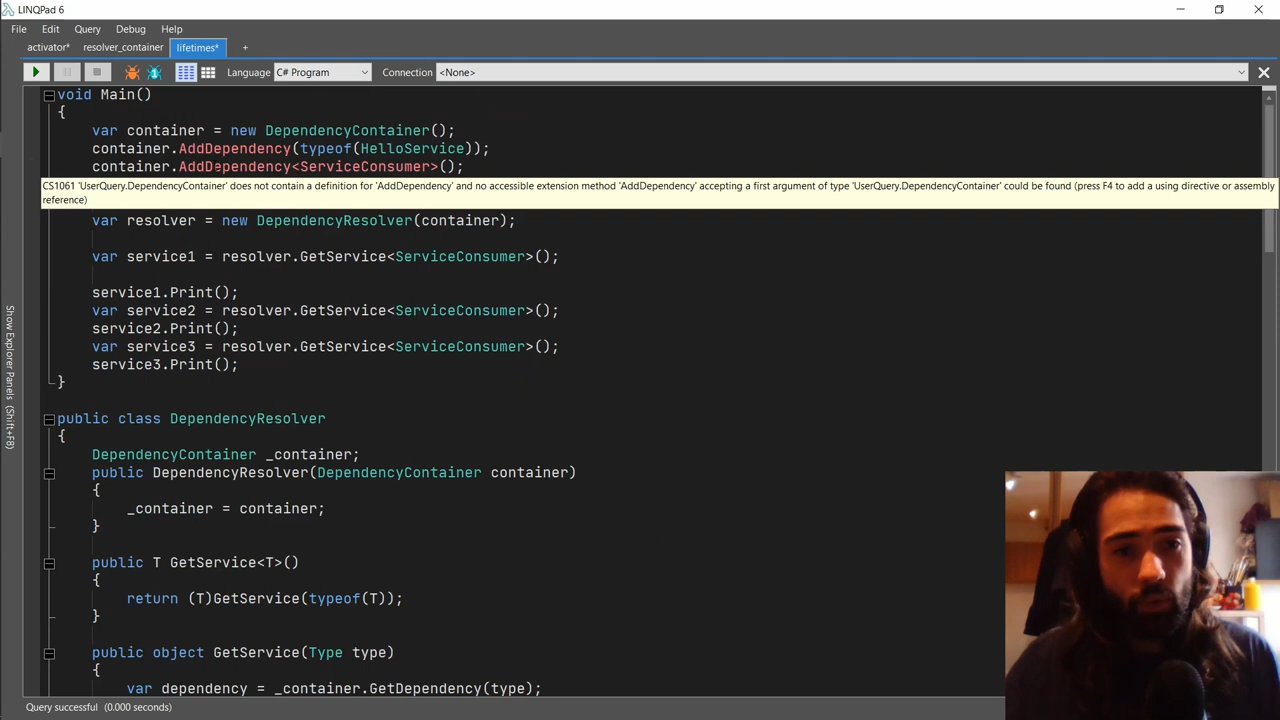 LINQPad 6
File Edit Query Debug Help
activator* resolver_container lifetimes* +
Language C# Program Connection <None>
void Main()
{
var container = new DependencyContainer();
container.AddDependency(typeof(HelloService));
container.AddDependency<ServiceConsumer>();
CS1061 'UserQuery.DependencyContainer' does not contain a definition for 'AddDependency' and no accessible extension method 'AddDependency' accepting a first argument of type 'UserQuery.DependencyContainer' could be found (press F4 to add a using directive or assembly
reference)
var resolver = new DependencyResolver(container);
var service1 = resolver.GetService<ServiceConsumer>();
service1.Print();
var service2 = resolver.GetService<ServiceConsumer>();
service2.Print();
var service3 = resolver.GetService<ServiceConsumer>();
service3.Print();
}
public class DependencyResolver
{
DependencyContainer _container;
public DependencyResolver(DependencyContainer container)
{
_container = container;
}
public T GetService<T>()
{
return (T)GetService(typeof(T));
}
public object GetService(Type type)
{
var dependency = _container.GetDependency(type);
Show Explorer Panels (Shift+F8)
Query successful (0.000 seconds)